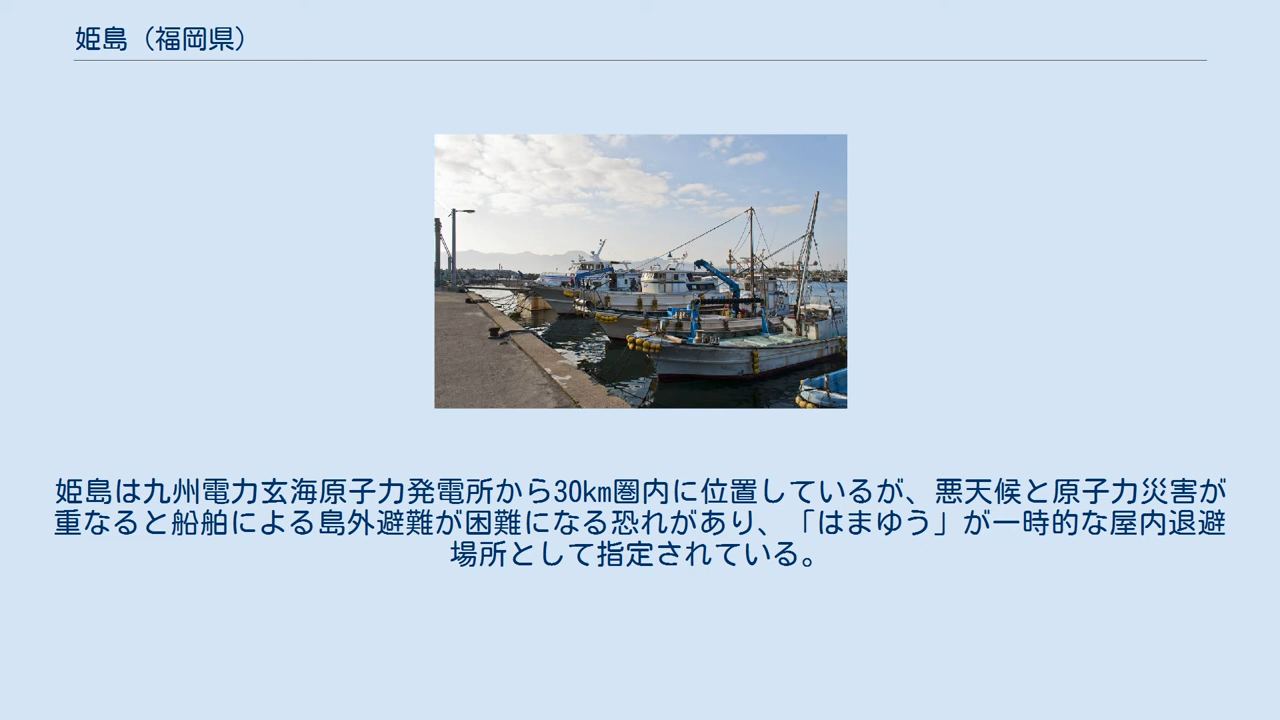 姫島（福岡県）
姫島は九州電力玄海原子力発電所から30km圏内に位置しているが、悪天候と原子力災害が
重なると船舶による島外避難が困難になる恐れがあり、「はまゆう」が一時的な屋内退避
場所として指定されている。